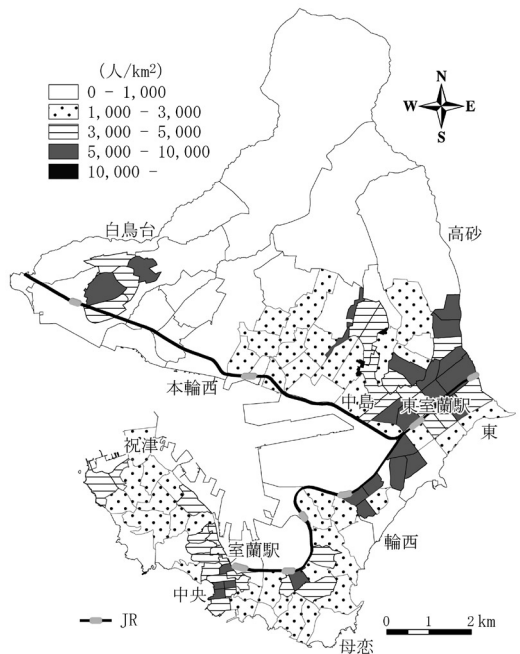 (人/km²)
0 - 1,000
1,000 - 3,000
3,000 - 5,000
5,000 - 10,000
10,000 -
N
W E
S
白鳥台
高砂
本輪西
中島
東室蘭駅
東
祝津
輪西
室蘭駅
中央
母恋
JR
0 1 2 km